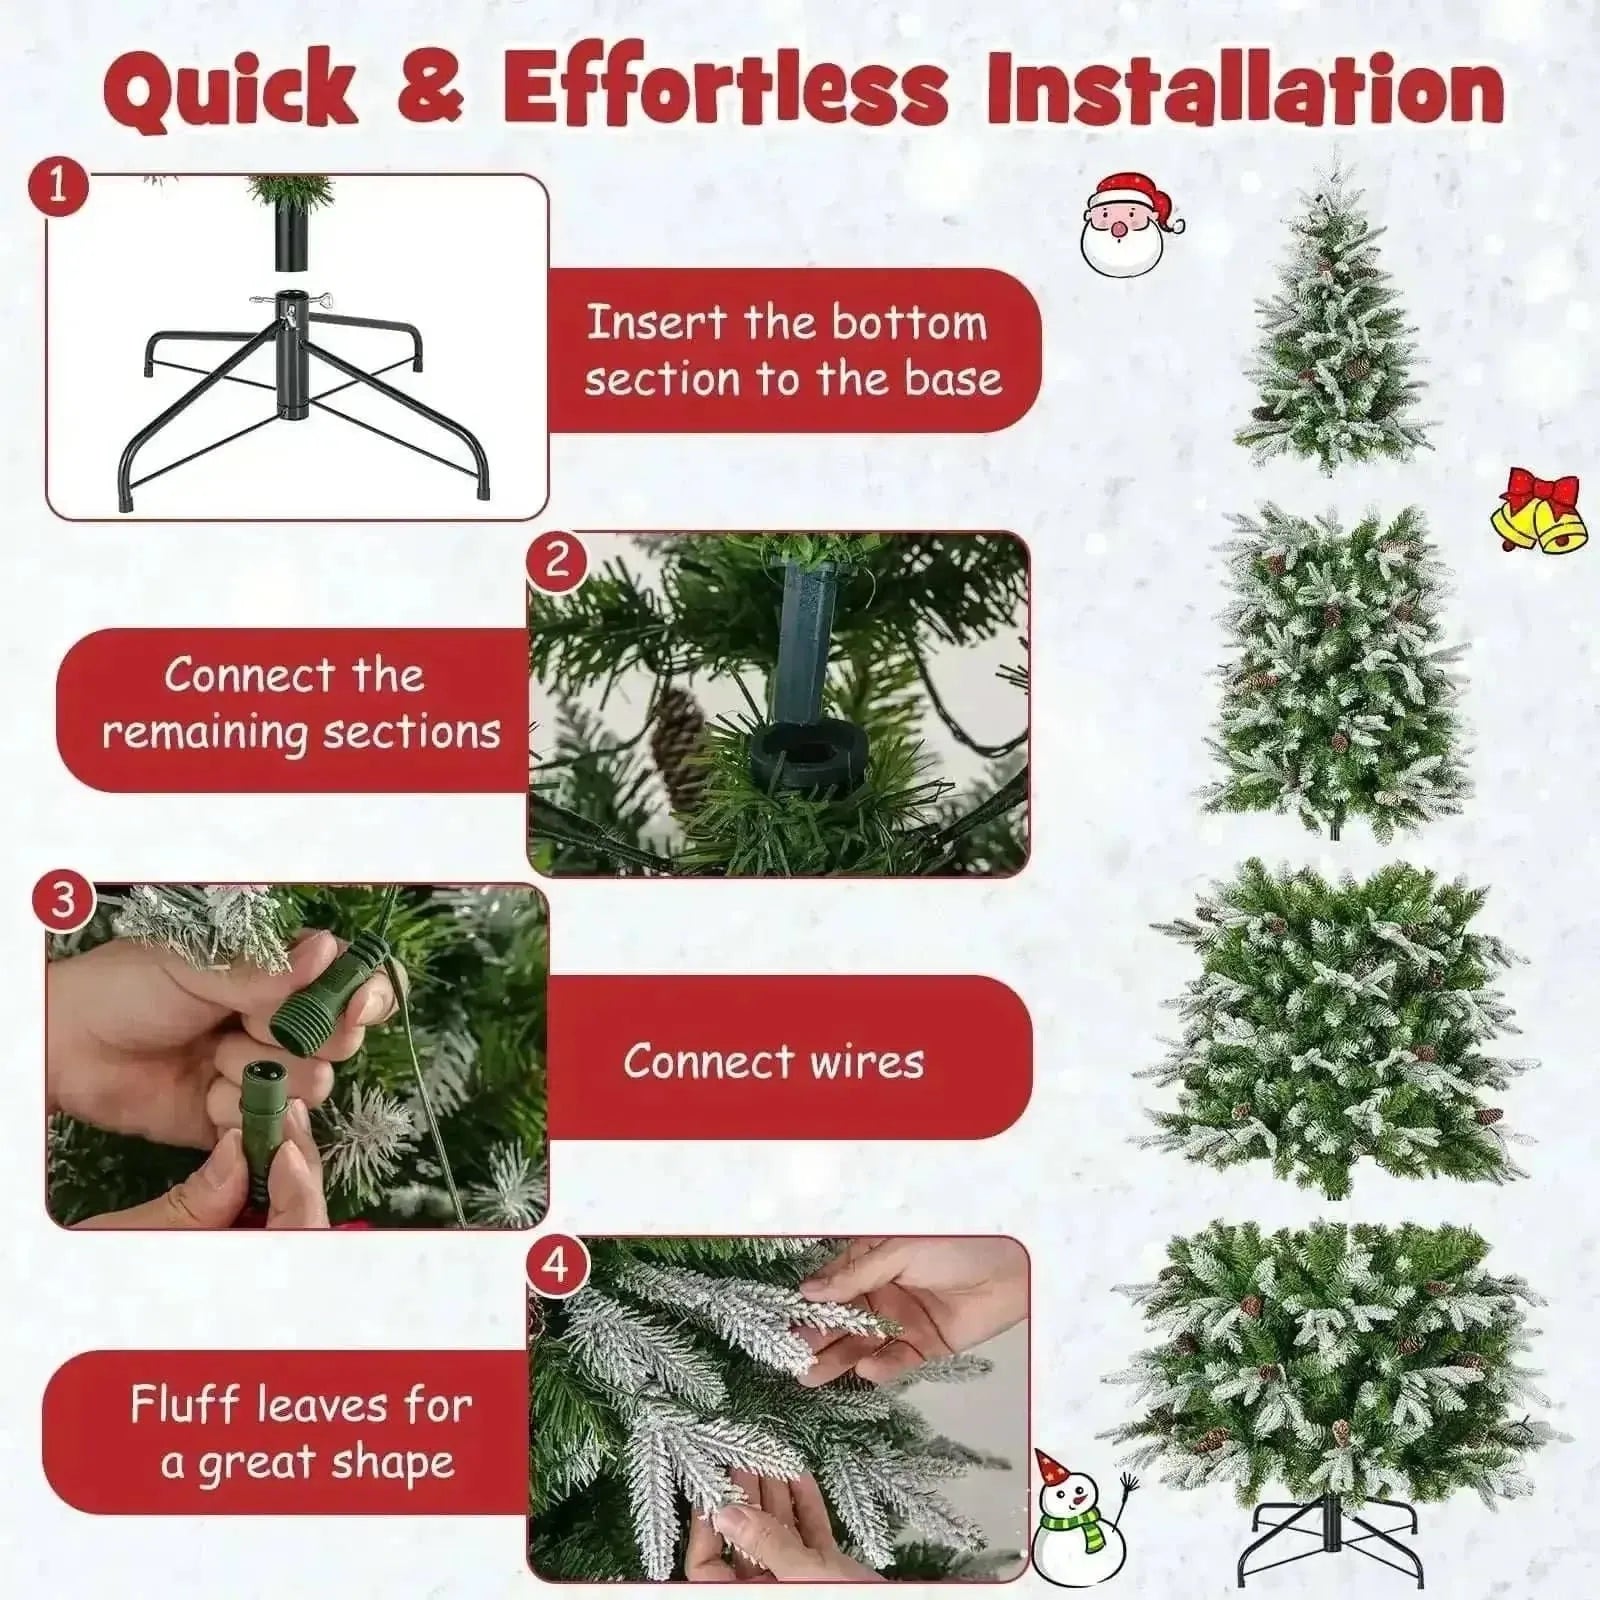 Quick & Effortless Installation
1
Insert the bottom
section to the base
2
Connect the
remaining sections
3
Connect wires
4
Fluff leaves for
a great shape